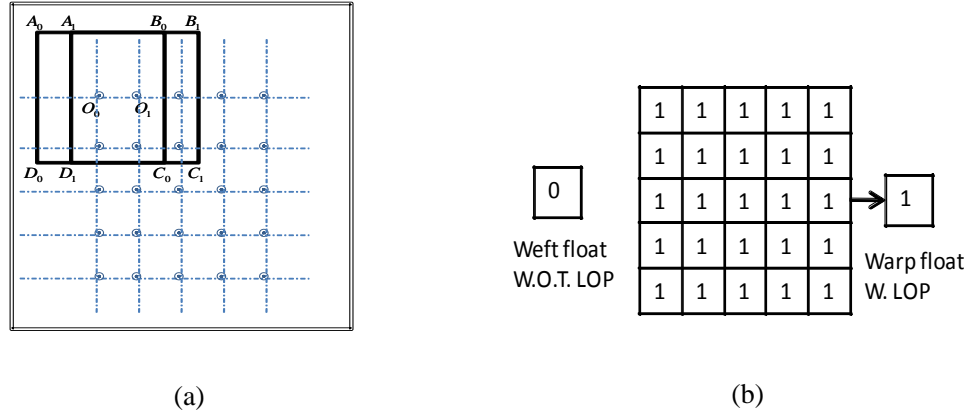 A₀ A₁ B₀ B₁
O₀ O₁
D₀ D₁ C₀ C₁
(a)
0
Weft float
W.O.T. LOP
1 1 1 1 1
1 1 1 1 1
1 1 1 1 1
1 1 1 1 1
1 1 1 1 1
1
Warp float
W. LOP
(b)